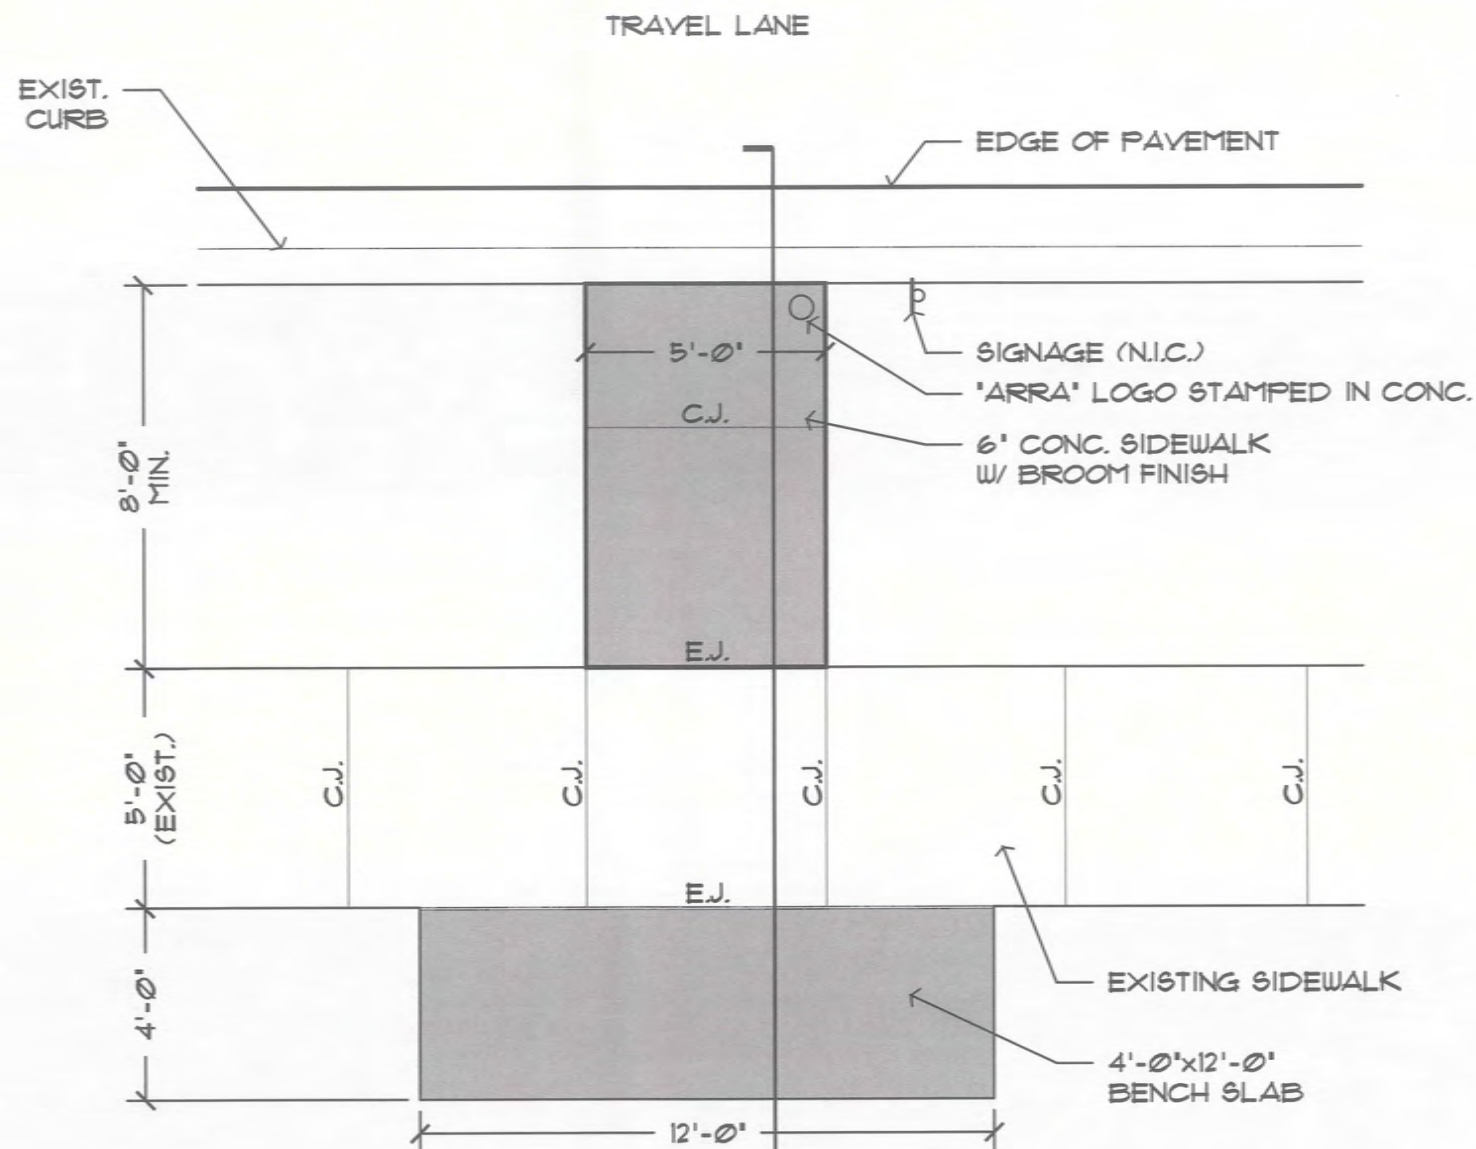 TRAVEL LANE
EXIST.
CURB
EDGE OF PAVEMENT
SIGNAGE (N.I.C.)
5'-0"
"ARRA" LOGO STAMPED IN CONC.
C.J.
6" CONC. SIDEWALK
W/ BROOM FINISH
8'-0"
MIN.
E.J.
5'-0"
(EXIST.)
C.J.
C.J.
C.J.
C.J.
C.J.
E.J.
EXISTING SIDEWALK
4'-0"
4'-0"x12'-0"
BENCH SLAB
12'-0"